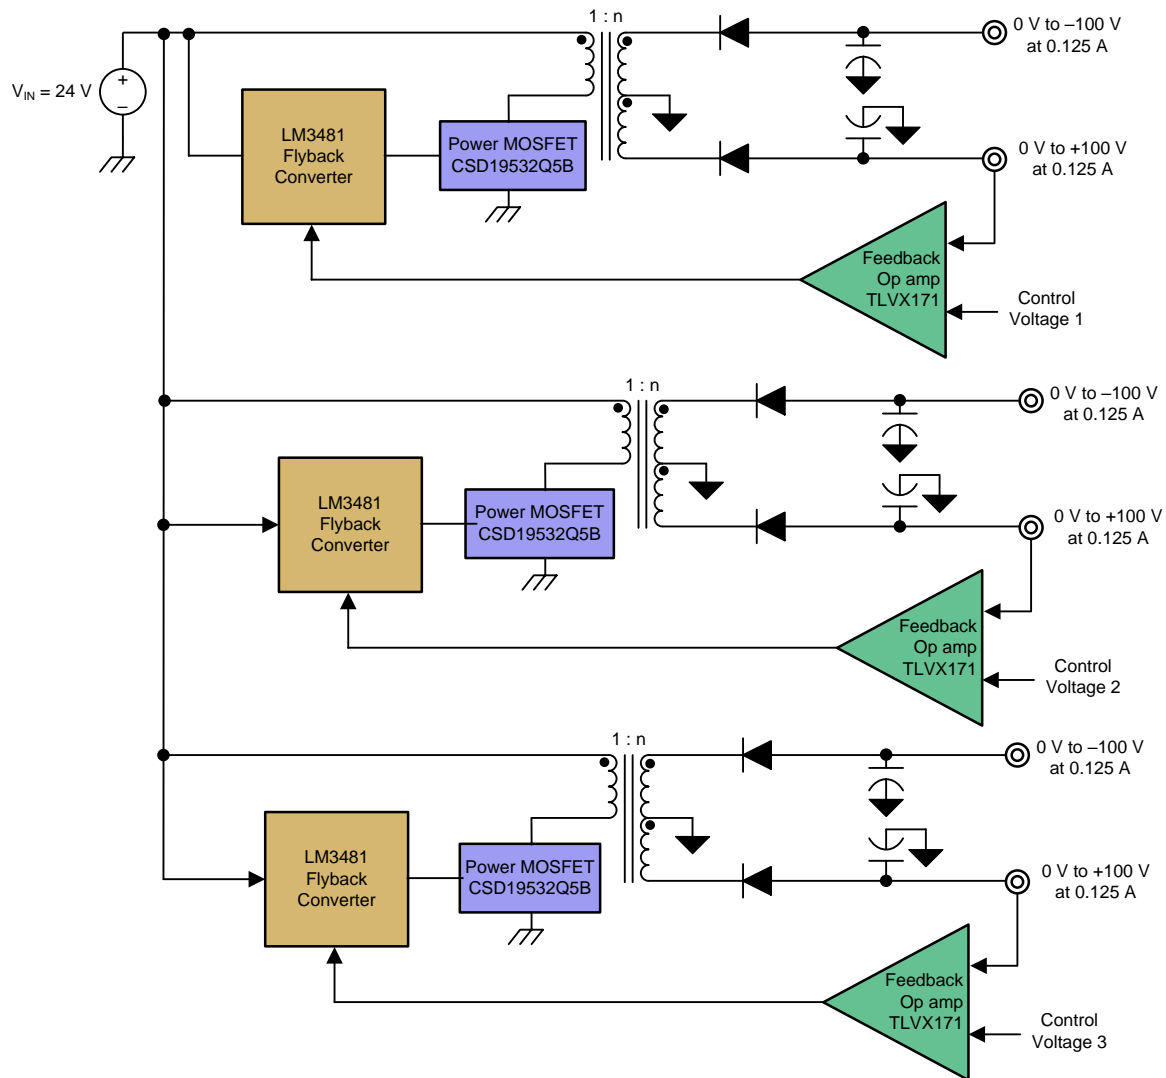 1 : n
0 V to –100 V
at 0.125 A
+
V_IN = 24 V
–
LM3481
Flyback
Converter
Power MOSFET
CSD19532Q5B
0 V to +100 V
at 0.125 A
Feedback
Op amp
TLVX171
Control
Voltage 1
1 : n
0 V to –100 V
at 0.125 A
LM3481
Flyback
Converter
Power MOSFET
CSD19532Q5B
0 V to +100 V
at 0.125 A
Feedback
Op amp
TLVX171
Control
Voltage 2
1 : n
0 V to –100 V
at 0.125 A
LM3481
Flyback
Converter
Power MOSFET
CSD19532Q5B
0 V to +100 V
at 0.125 A
Feedback
Op amp
TLVX171
Control
Voltage 3